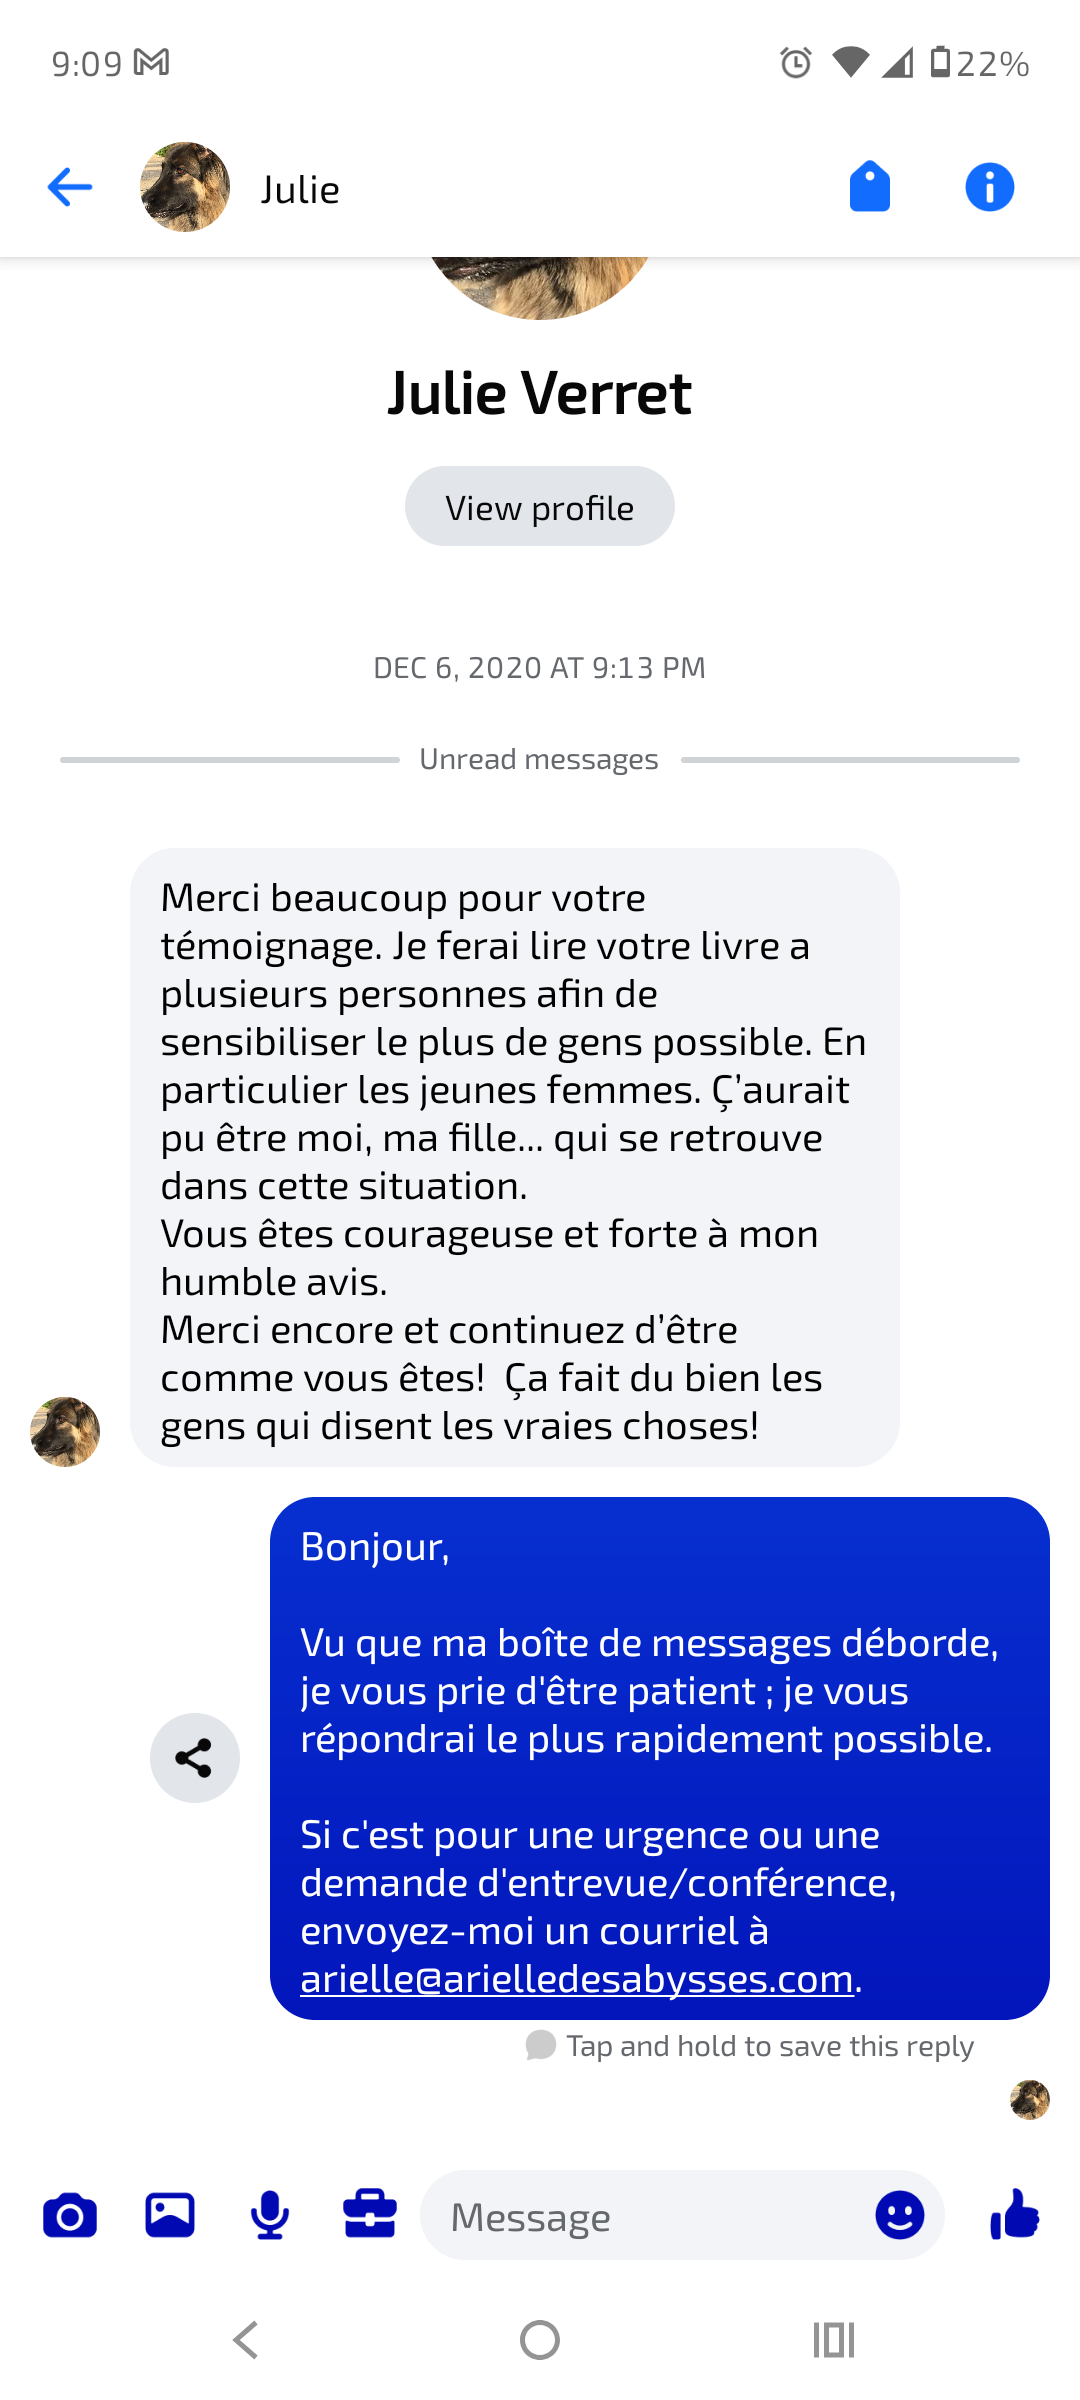 9:09
22%
Julie
Julie Verret
View profile
DEC 6, 2020 AT 9:13 PM
Unread messages
Merci beaucoup pour votre
témoignage. Je ferai lire votre livre a
plusieurs personnes afin de
sensibiliser le plus de gens possible. En
particulier les jeunes femmes. Ç’aurait
pu être moi, ma fille... qui se retrouve
dans cette situation.
Vous êtes courageuse et forte à mon
humble avis.
Merci encore et continuez d’être
comme vous êtes!  Ça fait du bien les
gens qui disent les vraies choses!
Bonjour,
Vu que ma boîte de messages déborde,
je vous prie d'être patient ; je vous
répondrai le plus rapidement possible.
Si c'est pour une urgence ou une
demande d'entrevue/conférence,
envoyez-moi un courriel à
arielle@arielledesabysses.com.
Tap and hold to save this reply
Message